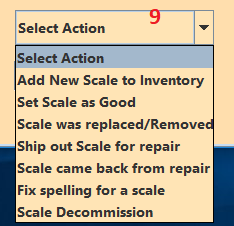 9
Select Action
Select Action
Add New Scale to Inventory
Set Scale as Good
Scale was replaced/Removed
Ship out Scale for repair
Scale came back from repair
Fix spelling for a scale
Scale Decommission